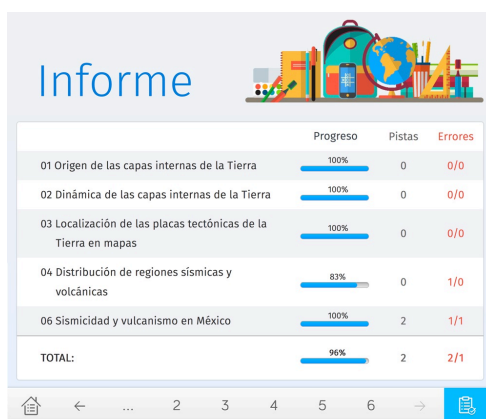 Informe
Progreso Pistas Errores
01 Origen de las capas internas de la Tierra 100% 0 0/0
02 Dinámica de las capas internas de la Tierra 100% 0 0/0
03 Localización de las placas tectónicas de la
Tierra en mapas 100% 0 0/0
04 Distribución de regiones sísmicas y
volcánicas 83% 0 1/0
06 Sismicidad y vulcanismo en México 100% 2 1/1
TOTAL: 96% 2 2/1
... 2 3 4 5 6